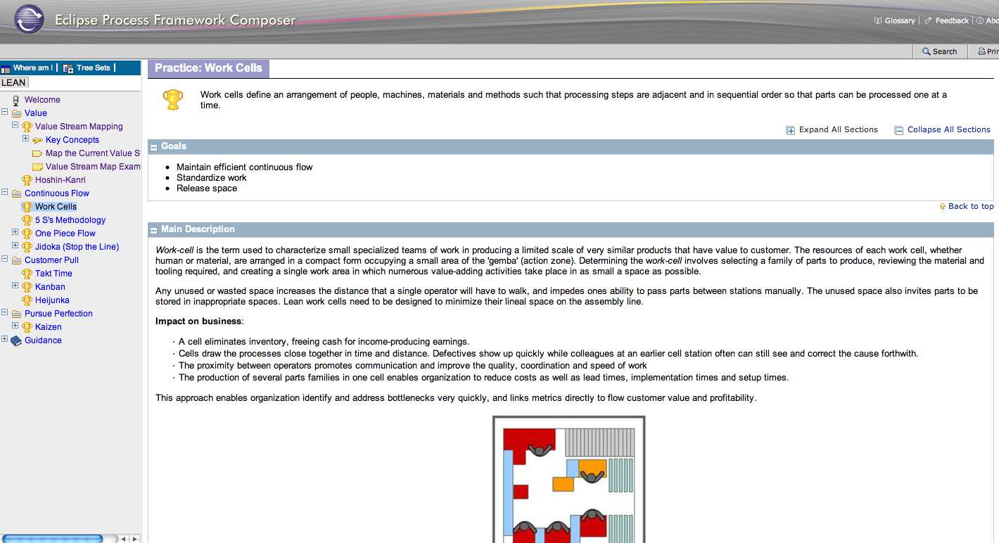 Eclipse Process Framework Composer
Glossary | Feedback | Abo
Search | Prin
Where am I | Tree Sets |
LEAN
Welcome
Value
Value Stream Mapping
Key Concepts
Map the Current Value S
Value Stream Map Exam
Hoshin-Kanri
Continuous Flow
Work Cells
5 S's Methodology
One Piece Flow
Jidoka (Stop the Line)
Customer Pull
Takt Time
Kanban
Heijunka
Pursue Perfection
Kaizen
Guidance
Practice: Work Cells
Work cells define an arrangement of people, machines, materials and methods such that processing steps are adjacent and in sequential order so that parts can be processed one at a
time.
Expand All Sections Collapse All Sections
Goals
• Maintain efficient continuous flow
• Standardize work
• Release space
Back to top
Main Description
Work-cell is the term used to characterize small specialized teams of work in producing a limited scale of very similar products that have value to customer. The resources of each work cell, whether
human or material, are arranged in a compact form occupying a small area of the 'gemba' (action zone). Determining the work-cell involves selecting a family of parts to produce, reviewing the material and
tooling required, and creating a single work area in which numerous value-adding activities take place in as small a space as possible.
Any unused or wasted space increases the distance that a single operator will have to walk, and impedes ones ability to pass parts between stations manually. The unused space also invites parts to be
stored in inappropriate spaces. Lean work cells need to be designed to minimize their lineal space on the assembly line.
Impact on business:
· A cell eliminates inventory, freeing cash for income-producing earnings.
· Cells draw the processes close together in time and distance. Defectives show up quickly while colleagues at an earlier cell station often can still see and correct the cause forthwith.
· The proximity between operators promotes communication and improve the quality, coordination and speed of work
· The production of several parts families in one cell enables organization to reduce costs as well as lead times, implementation times and setup times.
This approach enables organization identify and address bottlenecks very quickly, and links metrics directly to flow customer value and profitability.